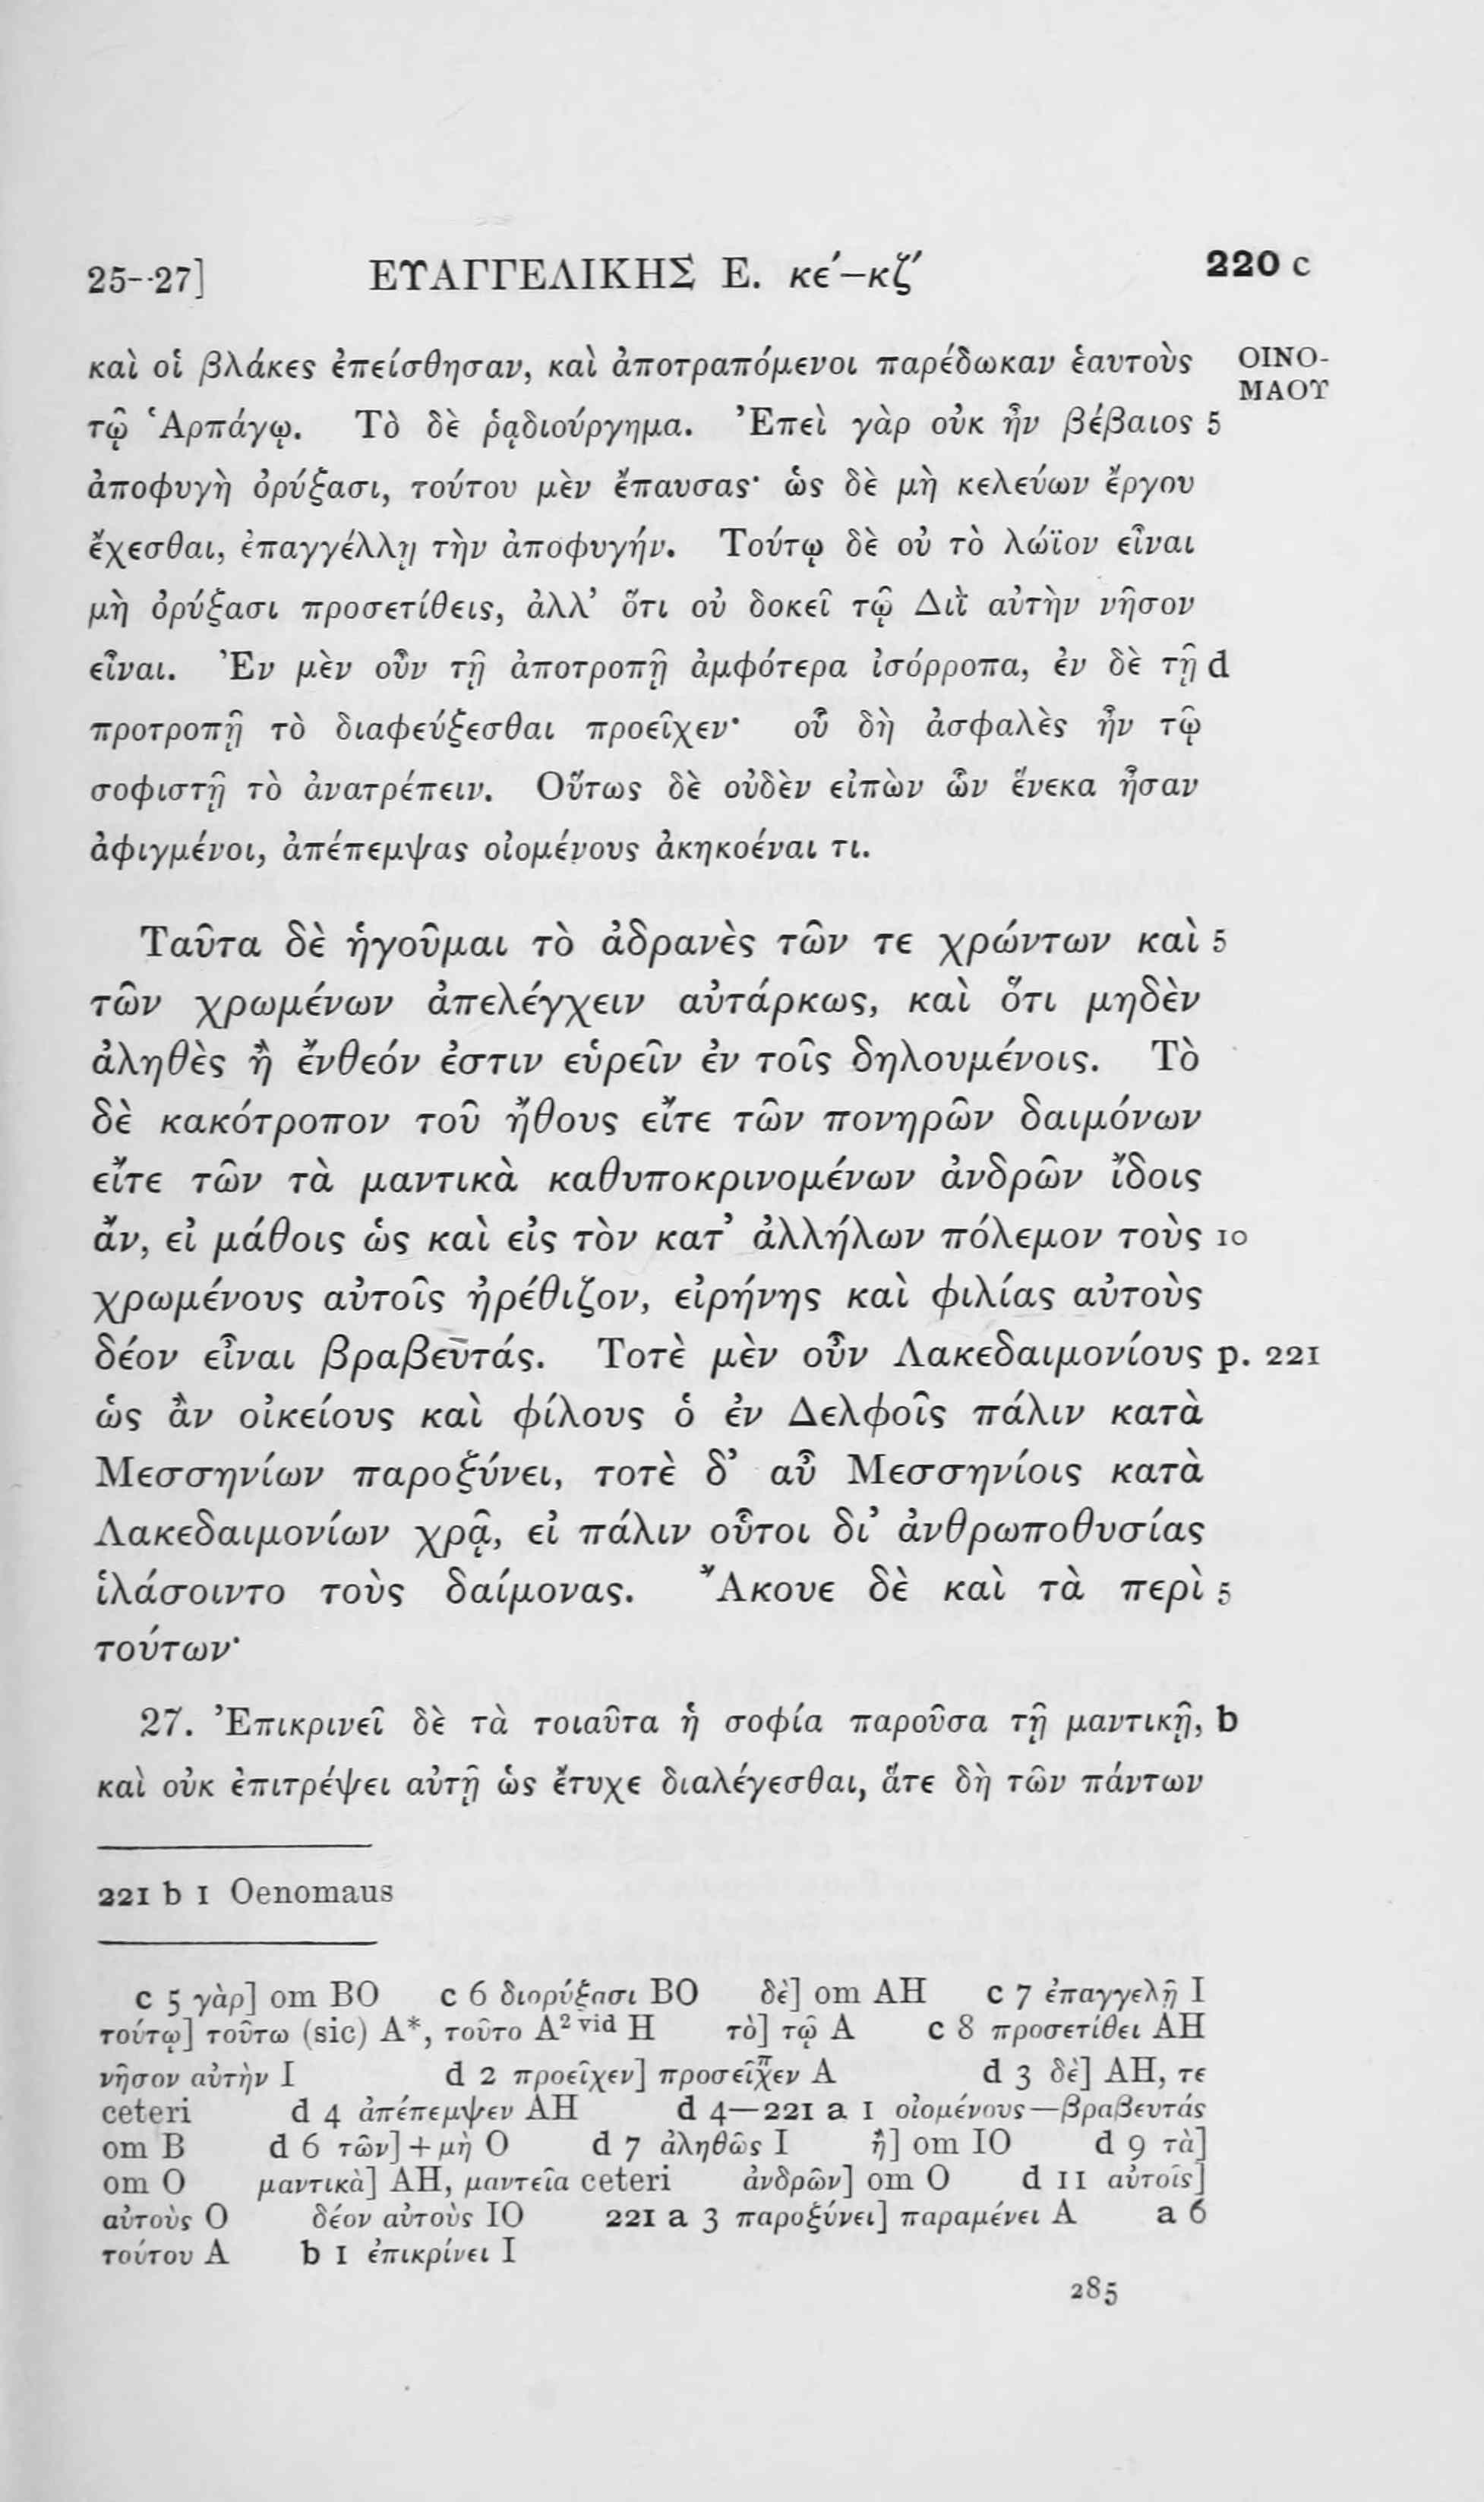 25--27] ΕΥΑΓΓΕΛΙΚΗΣ Ε. κε΄–κζ΄ 220 c
καὶ οἱ βλάκες ἐπείσθησαν, καὶ ἀποτραπόμενοι παρέδωκαν ἑαυτοὺς ΟΙΝΟ-
ΜΑΟΥ
τῷ Ἁρπάγῳ. Τὸ δὲ ῥᾳδιούργημα. Ἐπεὶ γὰρ οὐκ ἦν βέβαιος 5
ἀποφυγὴ ὀρύξασι, τούτου μὲν ἔπαυσας· ὡς δὲ μὴ κελεύων ἔργου
ἔχεσθαι, ἐπαγγέλλῃ τὴν ἀποφυγήν. Τούτῳ δὲ οὐ τὸ λώϊον εἶναι
μὴ ὀρύξασι προσετίθεις, ἀλλ’ ὅτι οὐ δοκεῖ τῷ Διῒ αὐτὴν νῆσον
εἶναι. Ἐν μὲν οὖν τῇ ἀποτροπῇ ἀμφότερα ἰσόρροπα, ἐν δὲ τῇ d
προτροπῇ τὸ διαφεύξεσθαι προεῖχεν· οὗ δὴ ἀσφαλὲς ἦν τῷ
σοφιστῇ τὸ ἀνατρέπειν. Οὕτως δὲ οὐδὲν εἰπὼν ὧν ἕνεκα ἦσαν
ἀφιγμένοι, ἀπέπεμψας οἰομένους ἀκηκοέναι τι.
Ταῦτα δὲ ἡγοῦμαι τὸ ἀδρανὲς τῶν τε χρώντων καὶ 5
τῶν χρωμένων ἀπελέγχειν αὐτάρκως, καὶ ὅτι μηδὲν
ἀληθὲς ἢ ἔνθεόν ἐστιν εὑρεῖν ἐν τοῖς δηλουμένοις. Τὸ
δὲ κακότροπον τοῦ ἤθους εἴτε τῶν πονηρῶν δαιμόνων
εἴτε τῶν τὰ μαντικὰ καθυποκρινομένων ἀνδρῶν ἴδοις
ἄν, εἰ μάθοις ὡς καὶ εἰς τὸν κατ’ ἀλλήλων πόλεμον τοὺς 10
χρωμένους αὐτοῖς ἠρέθιζον, εἰρήνης καὶ φιλίας αὐτοὺς
δέον εἶναι βραβευτάς. Τοτὲ μὲν οὖν Λακεδαιμονίους p. 221
ὡς ἂν οἰκείους καὶ φίλους ὁ ἐν Δελφοῖς πάλιν κατὰ
Μεσσηνίων παροξύνει, τοτὲ δ’ αὖ Μεσσηνίοις κατὰ
Λακεδαιμονίων χρᾷ, εἰ πάλιν οὗτοι δι’ ἀνθρωποθυσίας
ἱλάσοιντο τοὺς δαίμονας. Ἄκουε δὲ καὶ τὰ περὶ 5
τούτων·
27. Ἐπικρινεῖ δὲ τὰ τοιαῦτα ἡ σοφία παροῦσα τῇ μαντικῇ, b
καὶ οὐκ ἐπιτρέψει αὐτῇ ὡς ἔτυχε διαλέγεσθαι, ἅτε δὴ τῶν πάντων
221 b 1 Oenomaus
c 5 γὰρ] om BO c 6 διορύξασι BO δὲ] om AH c 7 ἐπαγγελῇ I
τούτῳ] τοῦτω (sic) A*, τοῦτο A² vid H τὸ] τῷ A c 8 προσετίθει AH
νῆσον αὐτὴν I d 2 προεῖχεν] προσεῖχ̈πεν A d 3 δὲ] AH, τε
ceteri d 4 ἀπέπεμψεν AH d 4—221 a 1 οἰομένους—βραβευτάς
om B d 6 τῶν] + μὴ O d 7 ἀληθῶς I ἢ] om IO d 9 τὰ]
om O μαντικὰ] AH, μαντεῖα ceteri ἀνδρῶν] om O d 11 αὐτοῖς]
αὐτοὺς O δέον αὐτοὺς IO 221 a 3 παροξύνει] παραμένει A a 6
τούτου A b 1 ἐπικρίνει I
285